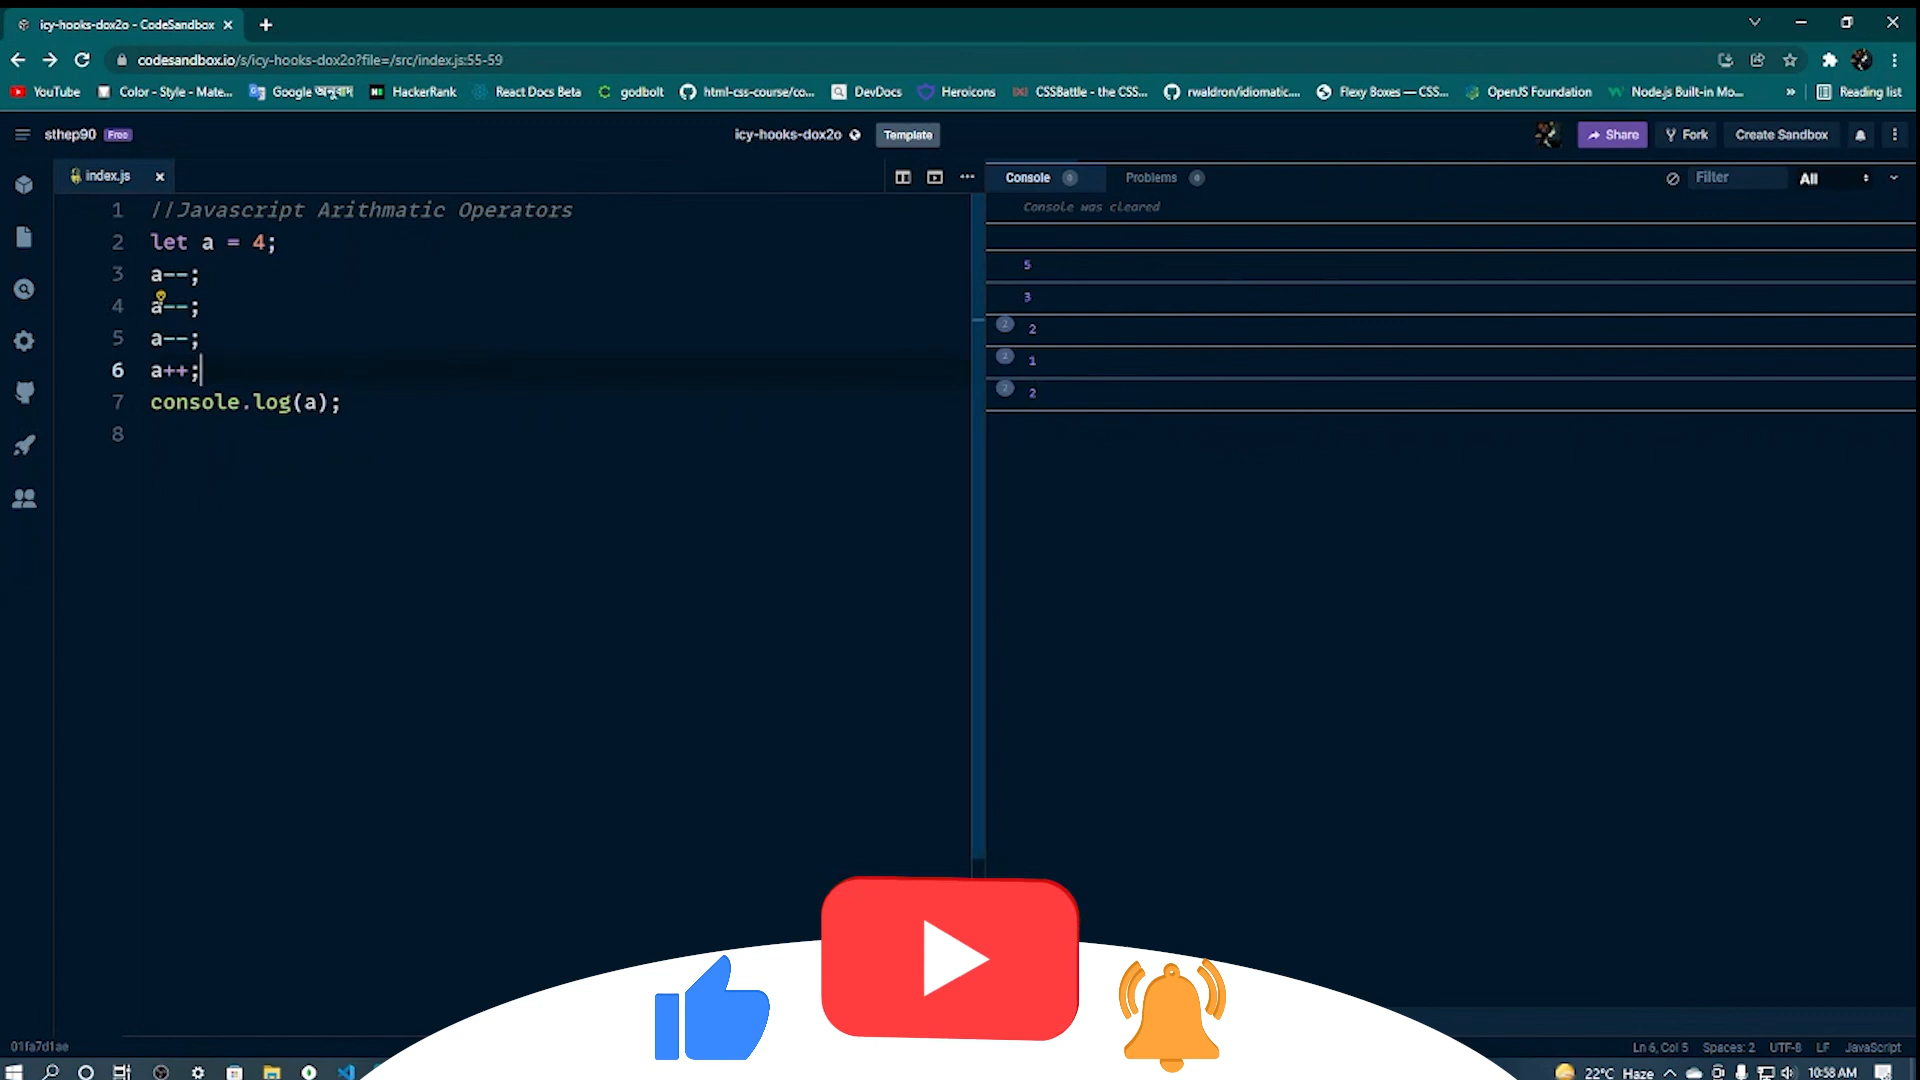 icy-hooks-dox2o - CodeSandbox
codesandbox.io/s/icy-hooks-dox2o?file=/src/index.js:55-59
YouTube Color - Style - Mate... Google অনুবাদ HackerRank React Docs Beta godbolt html-css-course/co... DevDocs Heroicons CSSBattle - the CSS... rwaldron/idiomatic.... Flexy Boxes — CSS... OpenJS Foundation Node.js Built-in Mo... » Reading list
sthep90 Free icy-hooks-dox2o Template Share Fork Create Sandbox
index.js Console 0 Problems 0 Filter All
Console was cleared
1 //Javascript Arithmatic Operators
2 let a = 4;
3 a--;
4 a--;
5 a--;
6 a++;
7 console.log(a);
8
5
3
2 2
2 1
2 2
01fa7d1ae Ln 6, Col 5 Spaces: 2 UTF-8 LF JavaScript
22°C Haze 10:58 AM